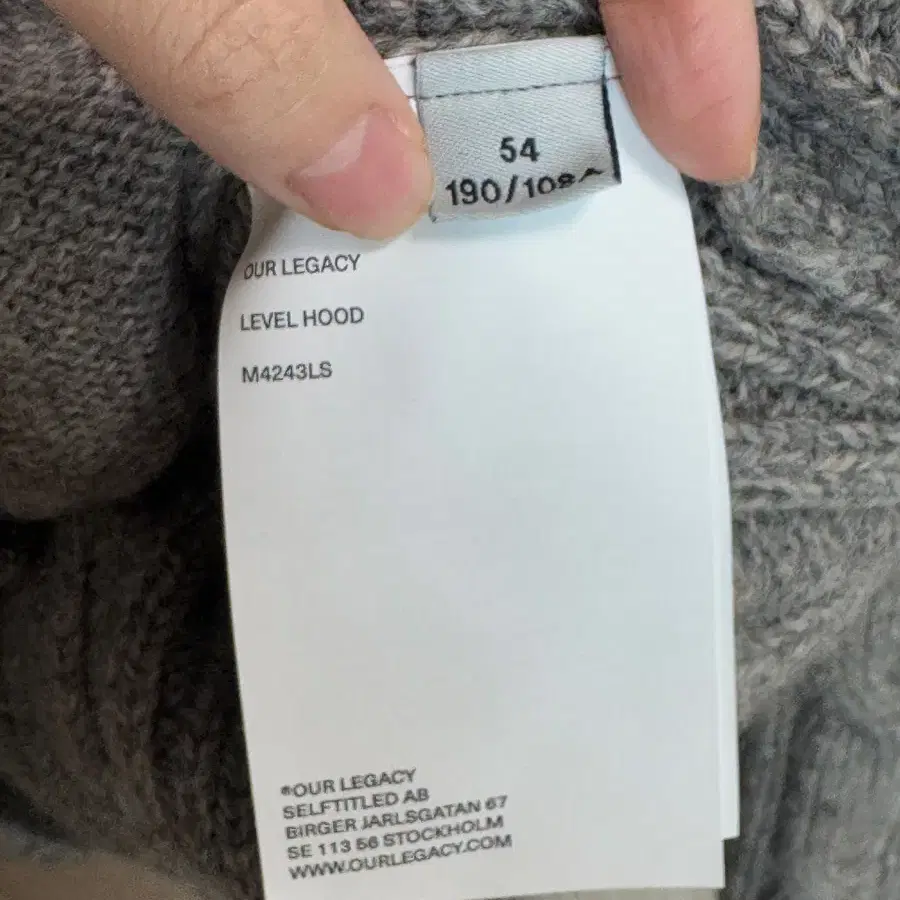 54
OUR LEGACY
LEVEL HOOD
M4243LS
®OUR LEGACY
SELFTITLED AB
BIRGER JARLSGATAN 67
SE 113 56 STOCKHOLM
WWW.OURLEGACY.COM